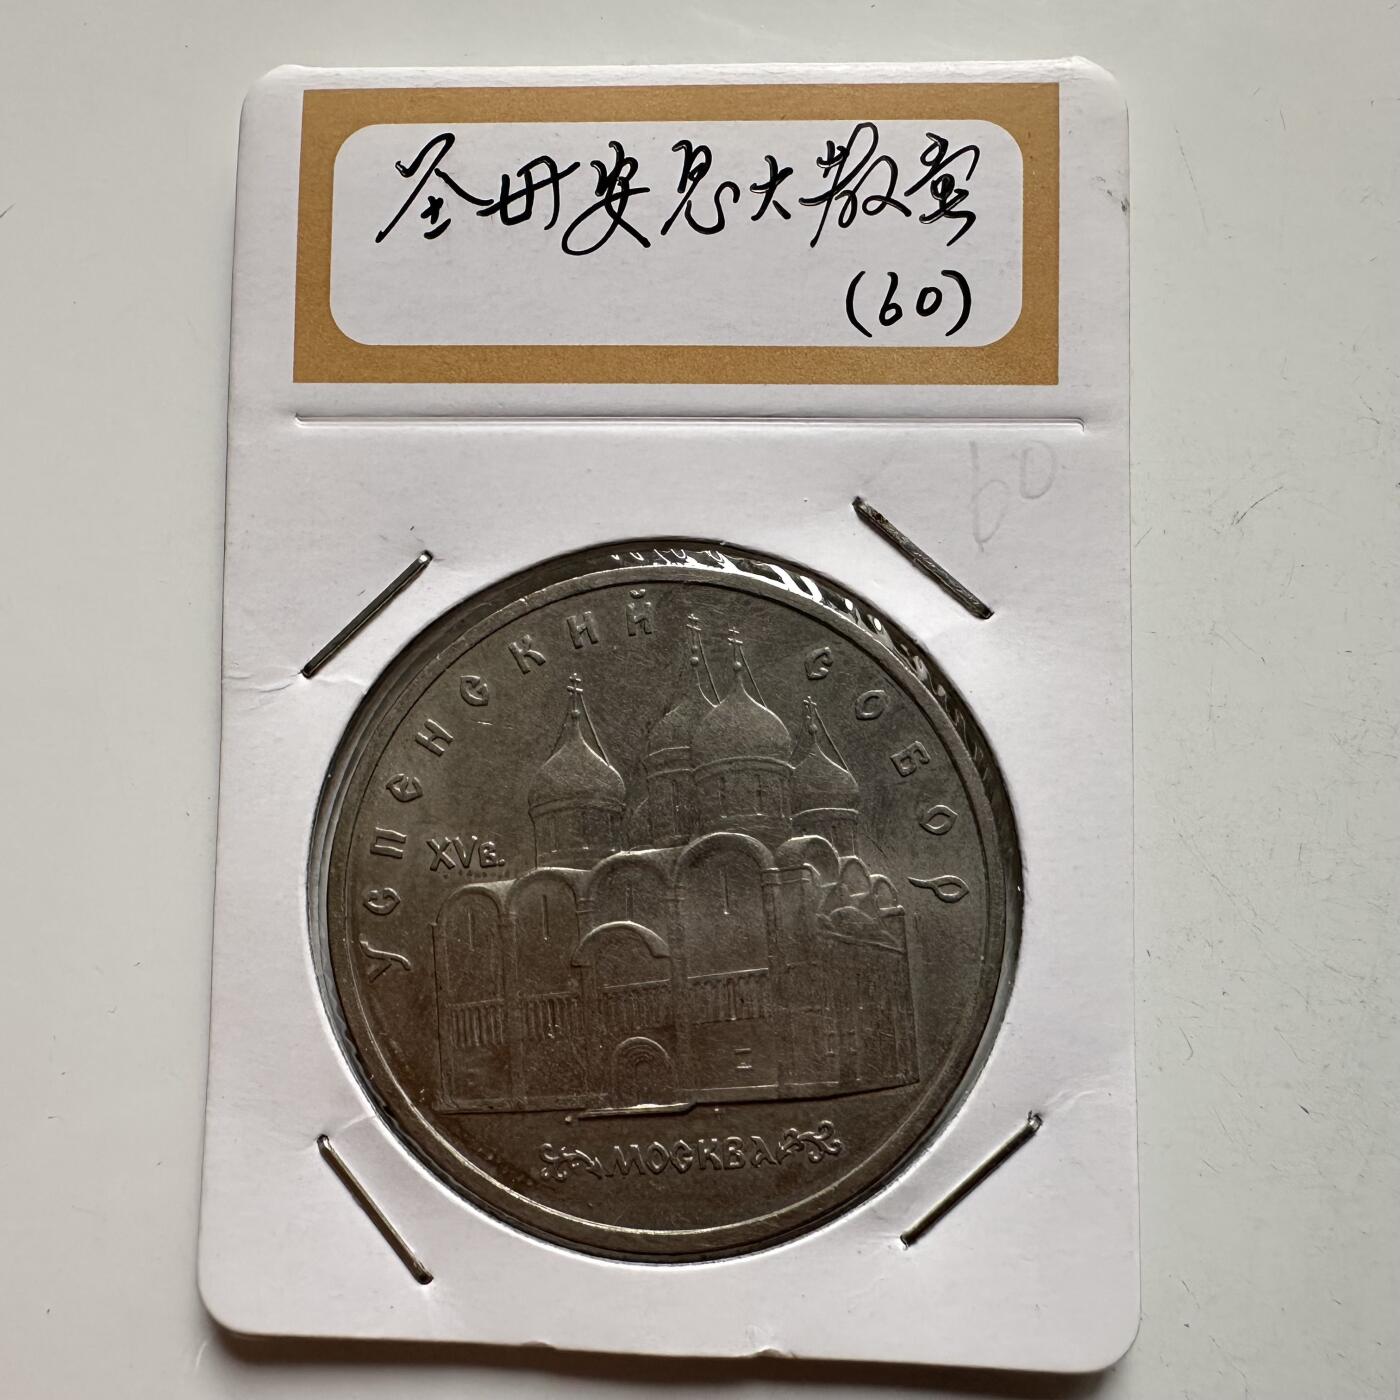 圣母安息大教堂
(60)
60
УСПЕНСКИЙ СОБОР
XVв.
МОСКВА